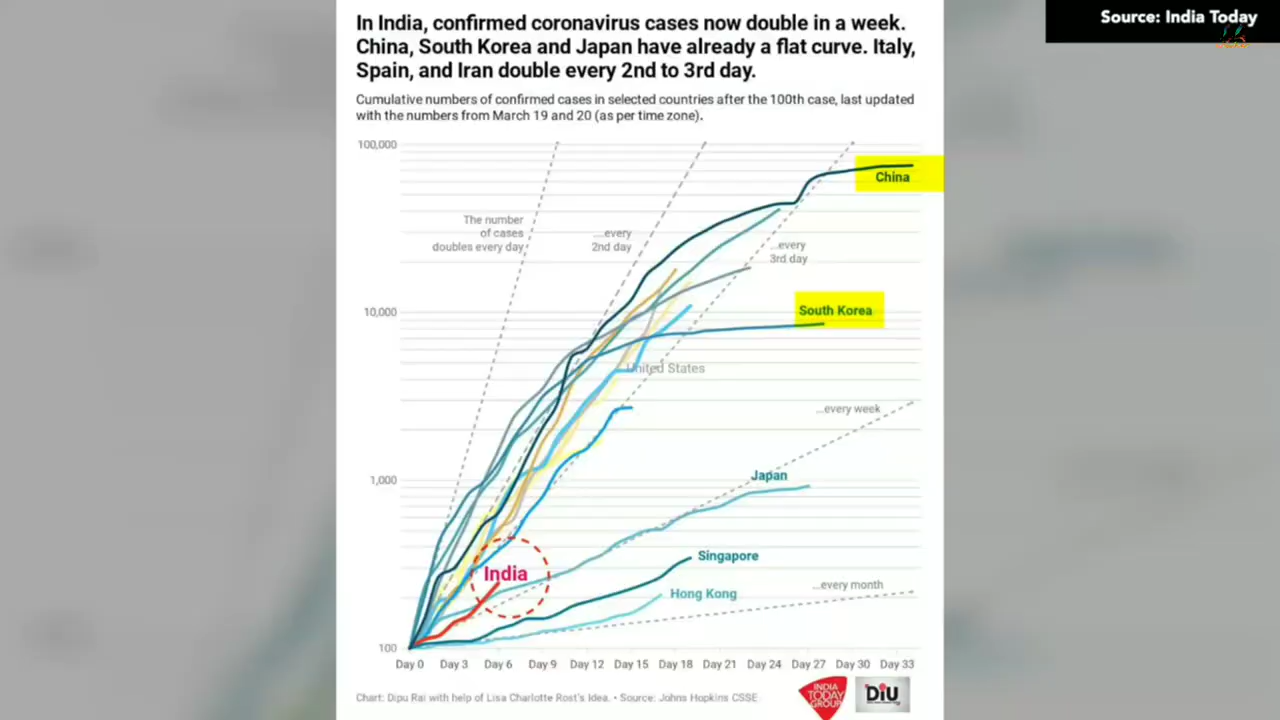 Source: India Today
In India, confirmed coronavirus cases now double in a week.
China, South Korea and Japan have already a flat curve. Italy,
Spain, and Iran double every 2nd to 3rd day.
Cumulative numbers of confirmed cases in selected countries after the 100th case, last updated
with the numbers from March 19 and 20 (as per time zone).
100,000
China
The number
of cases
doubles every day
...every
2nd day
...every
3rd day
10,000
South Korea
United States
...every week
1,000
Japan
Singapore
India
...every month
Hong Kong
100
Day 0 Day 3 Day 6 Day 9 Day 12 Day 15 Day 18 Day 21 Day 24 Day 27 Day 30 Day 33
Chart: Dipu Rai with help of Lisa Charlotte Rost's Idea. • Source: Johns Hopkins CSSE
INDIA
TODAY
GROUP
DIU